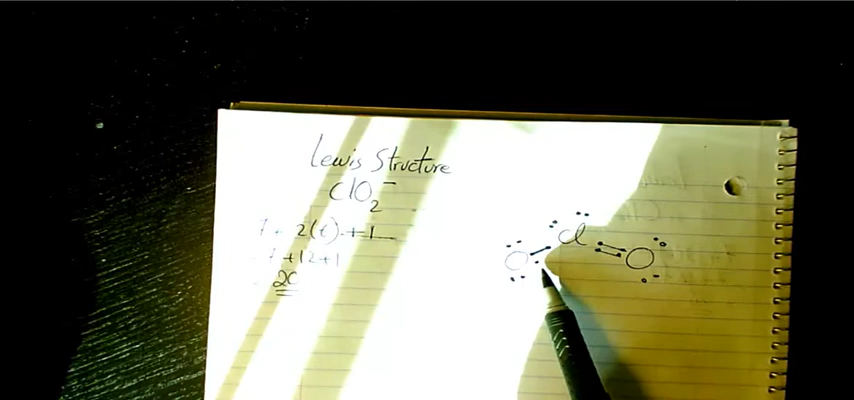 Lewis Structure
ClO₂⁻
7 + 2(6) + 1
= 7 + 12 + 1
= 20
Cl
O O